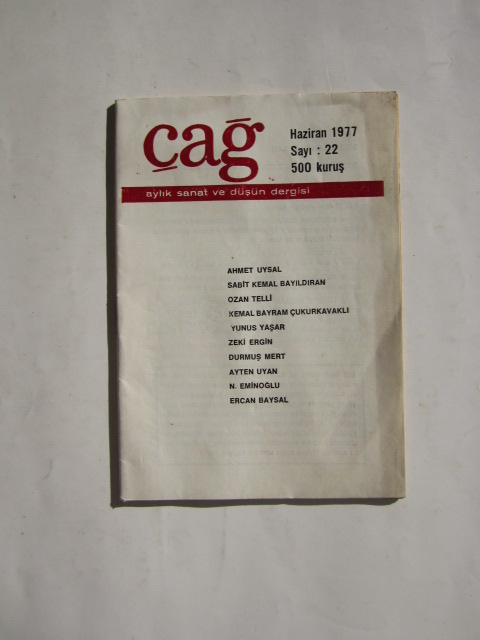 çağ
Haziran 1977
Sayı : 22
500 kuruş
aylık sanat ve düşün dergisi
AHMET UYSAL
SABİT KEMAL BAYILDIRAN
OZAN TELLİ
KEMAL BAYRAM ÇUKURKAVAKLI
YUNUS YAŞAR
ZEKİ ERGİN
DURMUŞ MERT
AYTEN UYAN
N. EMİNOĞLU
ERCAN BAYSAL